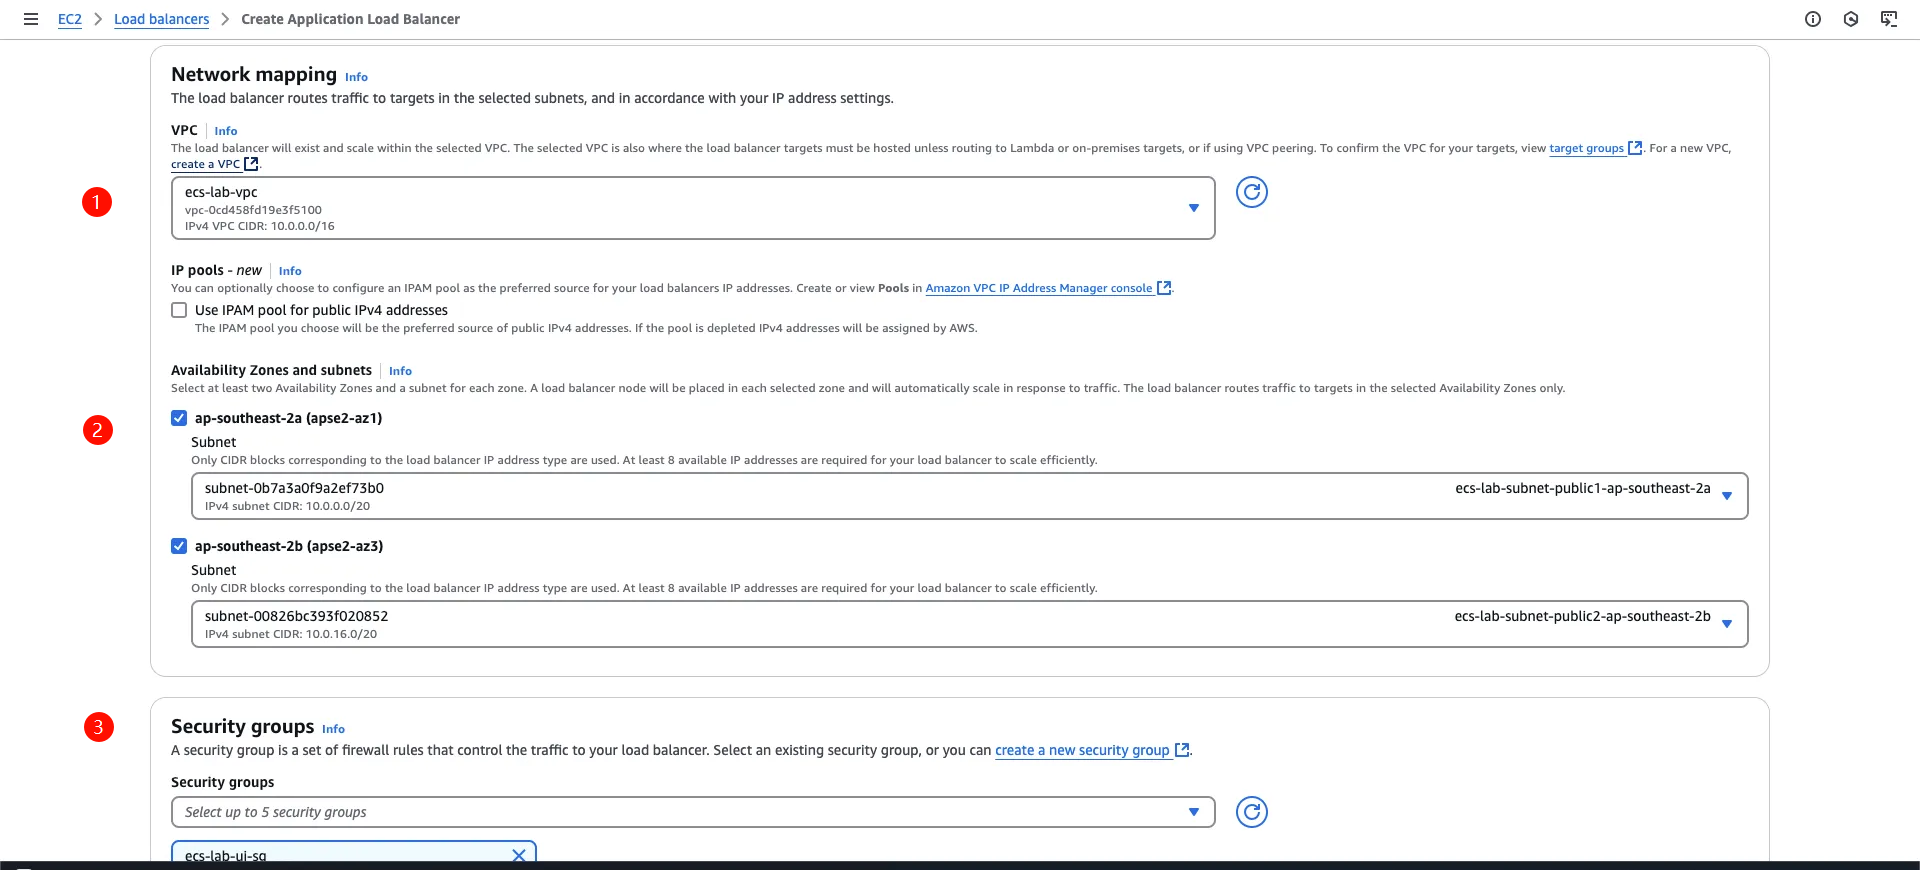 EC2 > Load balancers > Create Application Load Balancer
Network mapping Info
The load balancer routes traffic to targets in the selected subnets, and in accordance with your IP address settings.
VPC | Info
The load balancer will exist and scale within the selected VPC. The selected VPC is also where the load balancer targets must be hosted unless routing to Lambda or on-premises targets, or if using VPC peering. To confirm the VPC for your targets, view target groups. For a new VPC,
create a VPC.
1
ecs-lab-vpc
vpc-0cd458fd19e3f5100
IPv4 VPC CIDR: 10.0.0.0/16
IP pools - new | Info
You can optionally choose to configure an IPAM pool as the preferred source for your load balancers IP addresses. Create or view Pools in Amazon VPC IP Address Manager console.
Use IPAM pool for public IPv4 addresses
The IPAM pool you choose will be the preferred source of public IPv4 addresses. If the pool is depleted IPv4 addresses will be assigned by AWS.
Availability Zones and subnets | Info
Select at least two Availability Zones and a subnet for each zone. A load balancer node will be placed in each selected zone and will automatically scale in response to traffic. The load balancer routes traffic to targets in the selected Availability Zones only.
2
ap-southeast-2a (apse2-az1)
Subnet
Only CIDR blocks corresponding to the load balancer IP address type are used. At least 8 available IP addresses are required for your load balancer to scale efficiently.
subnet-0b7a3a0f9a2ef73b0 ecs-lab-subnet-public1-ap-southeast-2a
IPv4 subnet CIDR: 10.0.0.0/20
ap-southeast-2b (apse2-az3)
Subnet
Only CIDR blocks corresponding to the load balancer IP address type are used. At least 8 available IP addresses are required for your load balancer to scale efficiently.
subnet-00826bc393f020852 ecs-lab-subnet-public2-ap-southeast-2b
IPv4 subnet CIDR: 10.0.16.0/20
3
Security groups Info
A security group is a set of firewall rules that control the traffic to your load balancer. Select an existing security group, or you can create a new security group.
Security groups
Select up to 5 security groups
ecs-lab-ui-sg